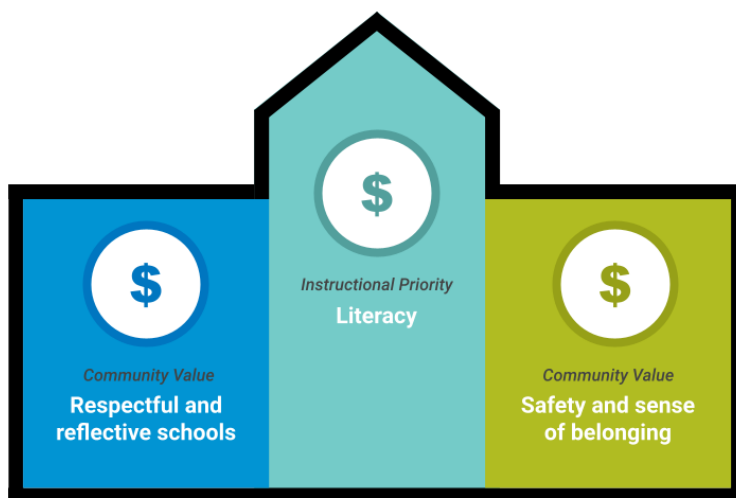 $
Community Value
Respectful and
reflective schools
$
Instructional Priority
Literacy
$
Community Value
Safety and sense
of belonging